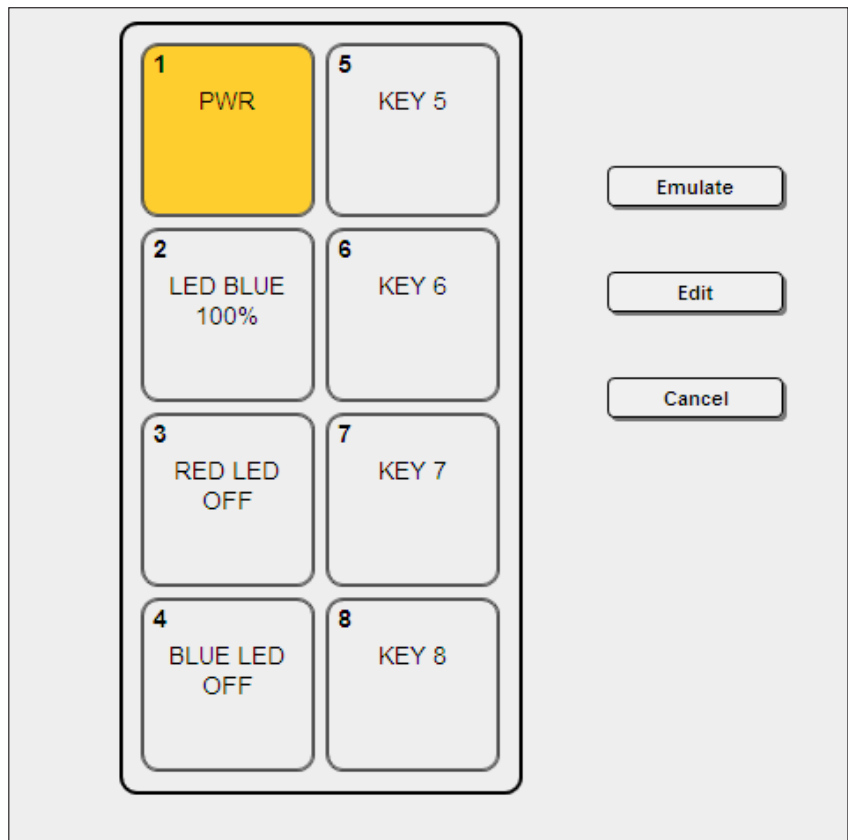 1
PWR
5
KEY 5
2
LED BLUE
100%
6
KEY 6
3
RED LED
OFF
7
KEY 7
4
BLUE LED
OFF
8
KEY 8
Emulate
Edit
Cancel